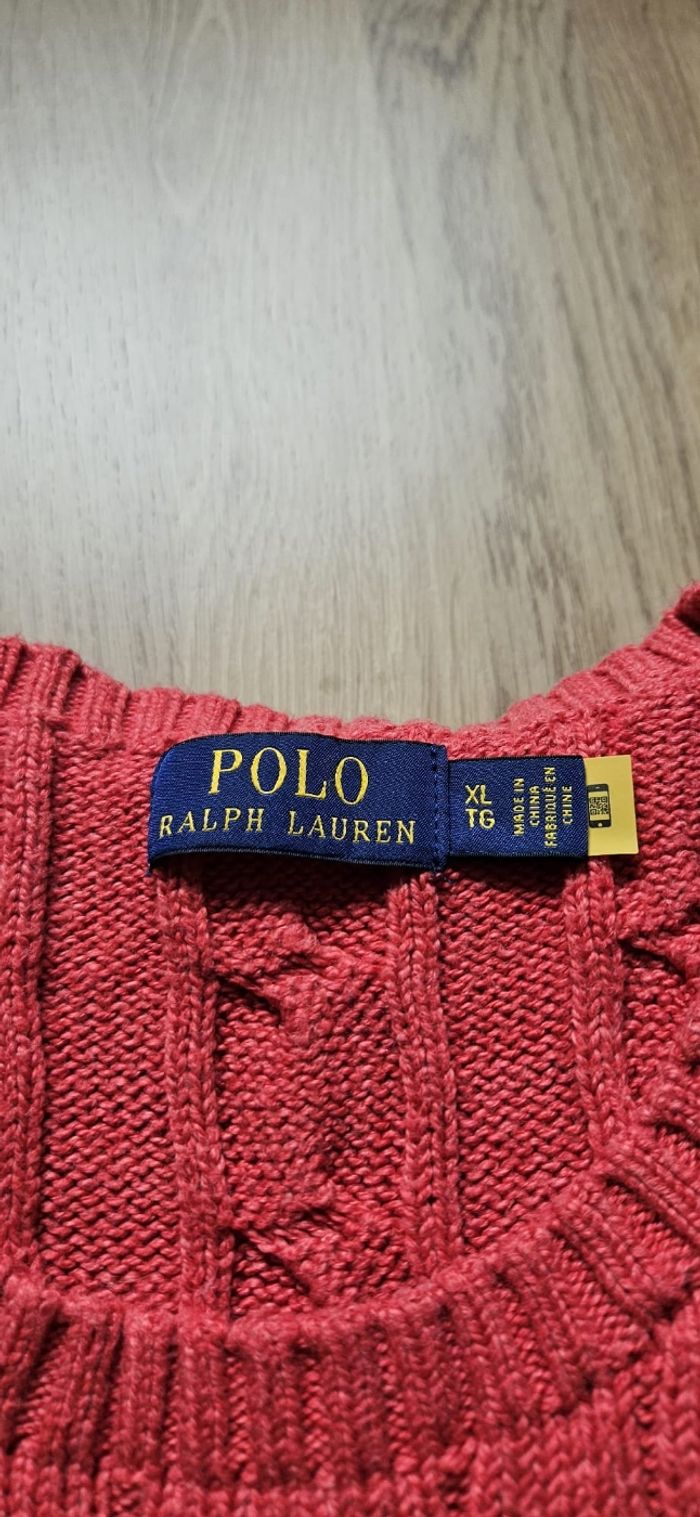 POLO
RALPH LAUREN
XL
TG
MADE IN
CHINA
FABRIQUÉ EN
CHINE